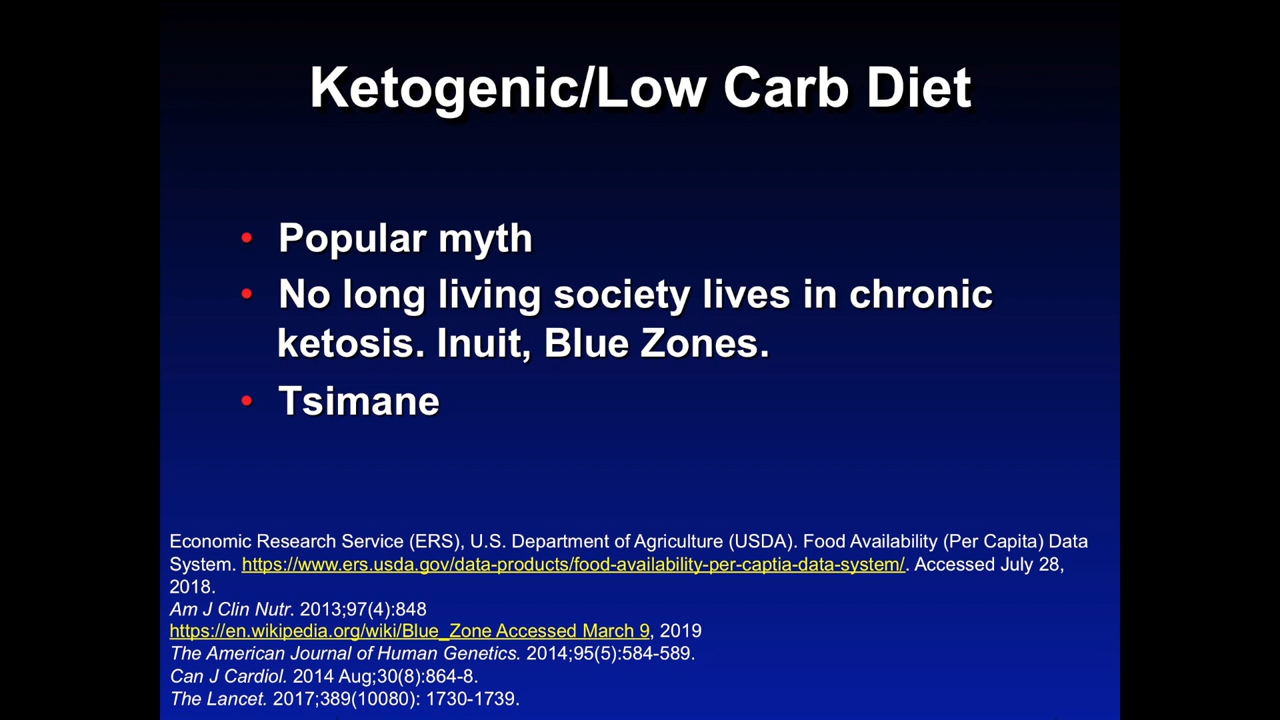 Ketogenic/Low Carb Diet
• Popular myth
• No long living society lives in chronic
ketosis. Inuit, Blue Zones.
• Tsimane
Economic Research Service (ERS), U.S. Department of Agriculture (USDA). Food Availability (Per Capita) Data
System. https://www.ers.usda.gov/data-products/food-availability-per-captia-data-system/. Accessed July 28,
2018.
Am J Clin Nutr. 2013;97(4):848
https://en.wikipedia.org/wiki/Blue_Zone Accessed March 9, 2019
The American Journal of Human Genetics. 2014;95(5):584-589.
Can J Cardiol. 2014 Aug;30(8):864-8.
The Lancet. 2017;389(10080): 1730-1739.